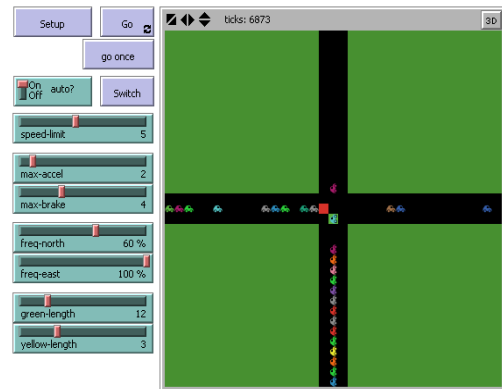 Setup
Go
go once
On
Off
auto?
Switch
speed-limit 5
max-accel 2
max-brake 4
freq-north 60 %
freq-east 100 %
green-length 12
yellow-length 3
ticks: 6873
3D